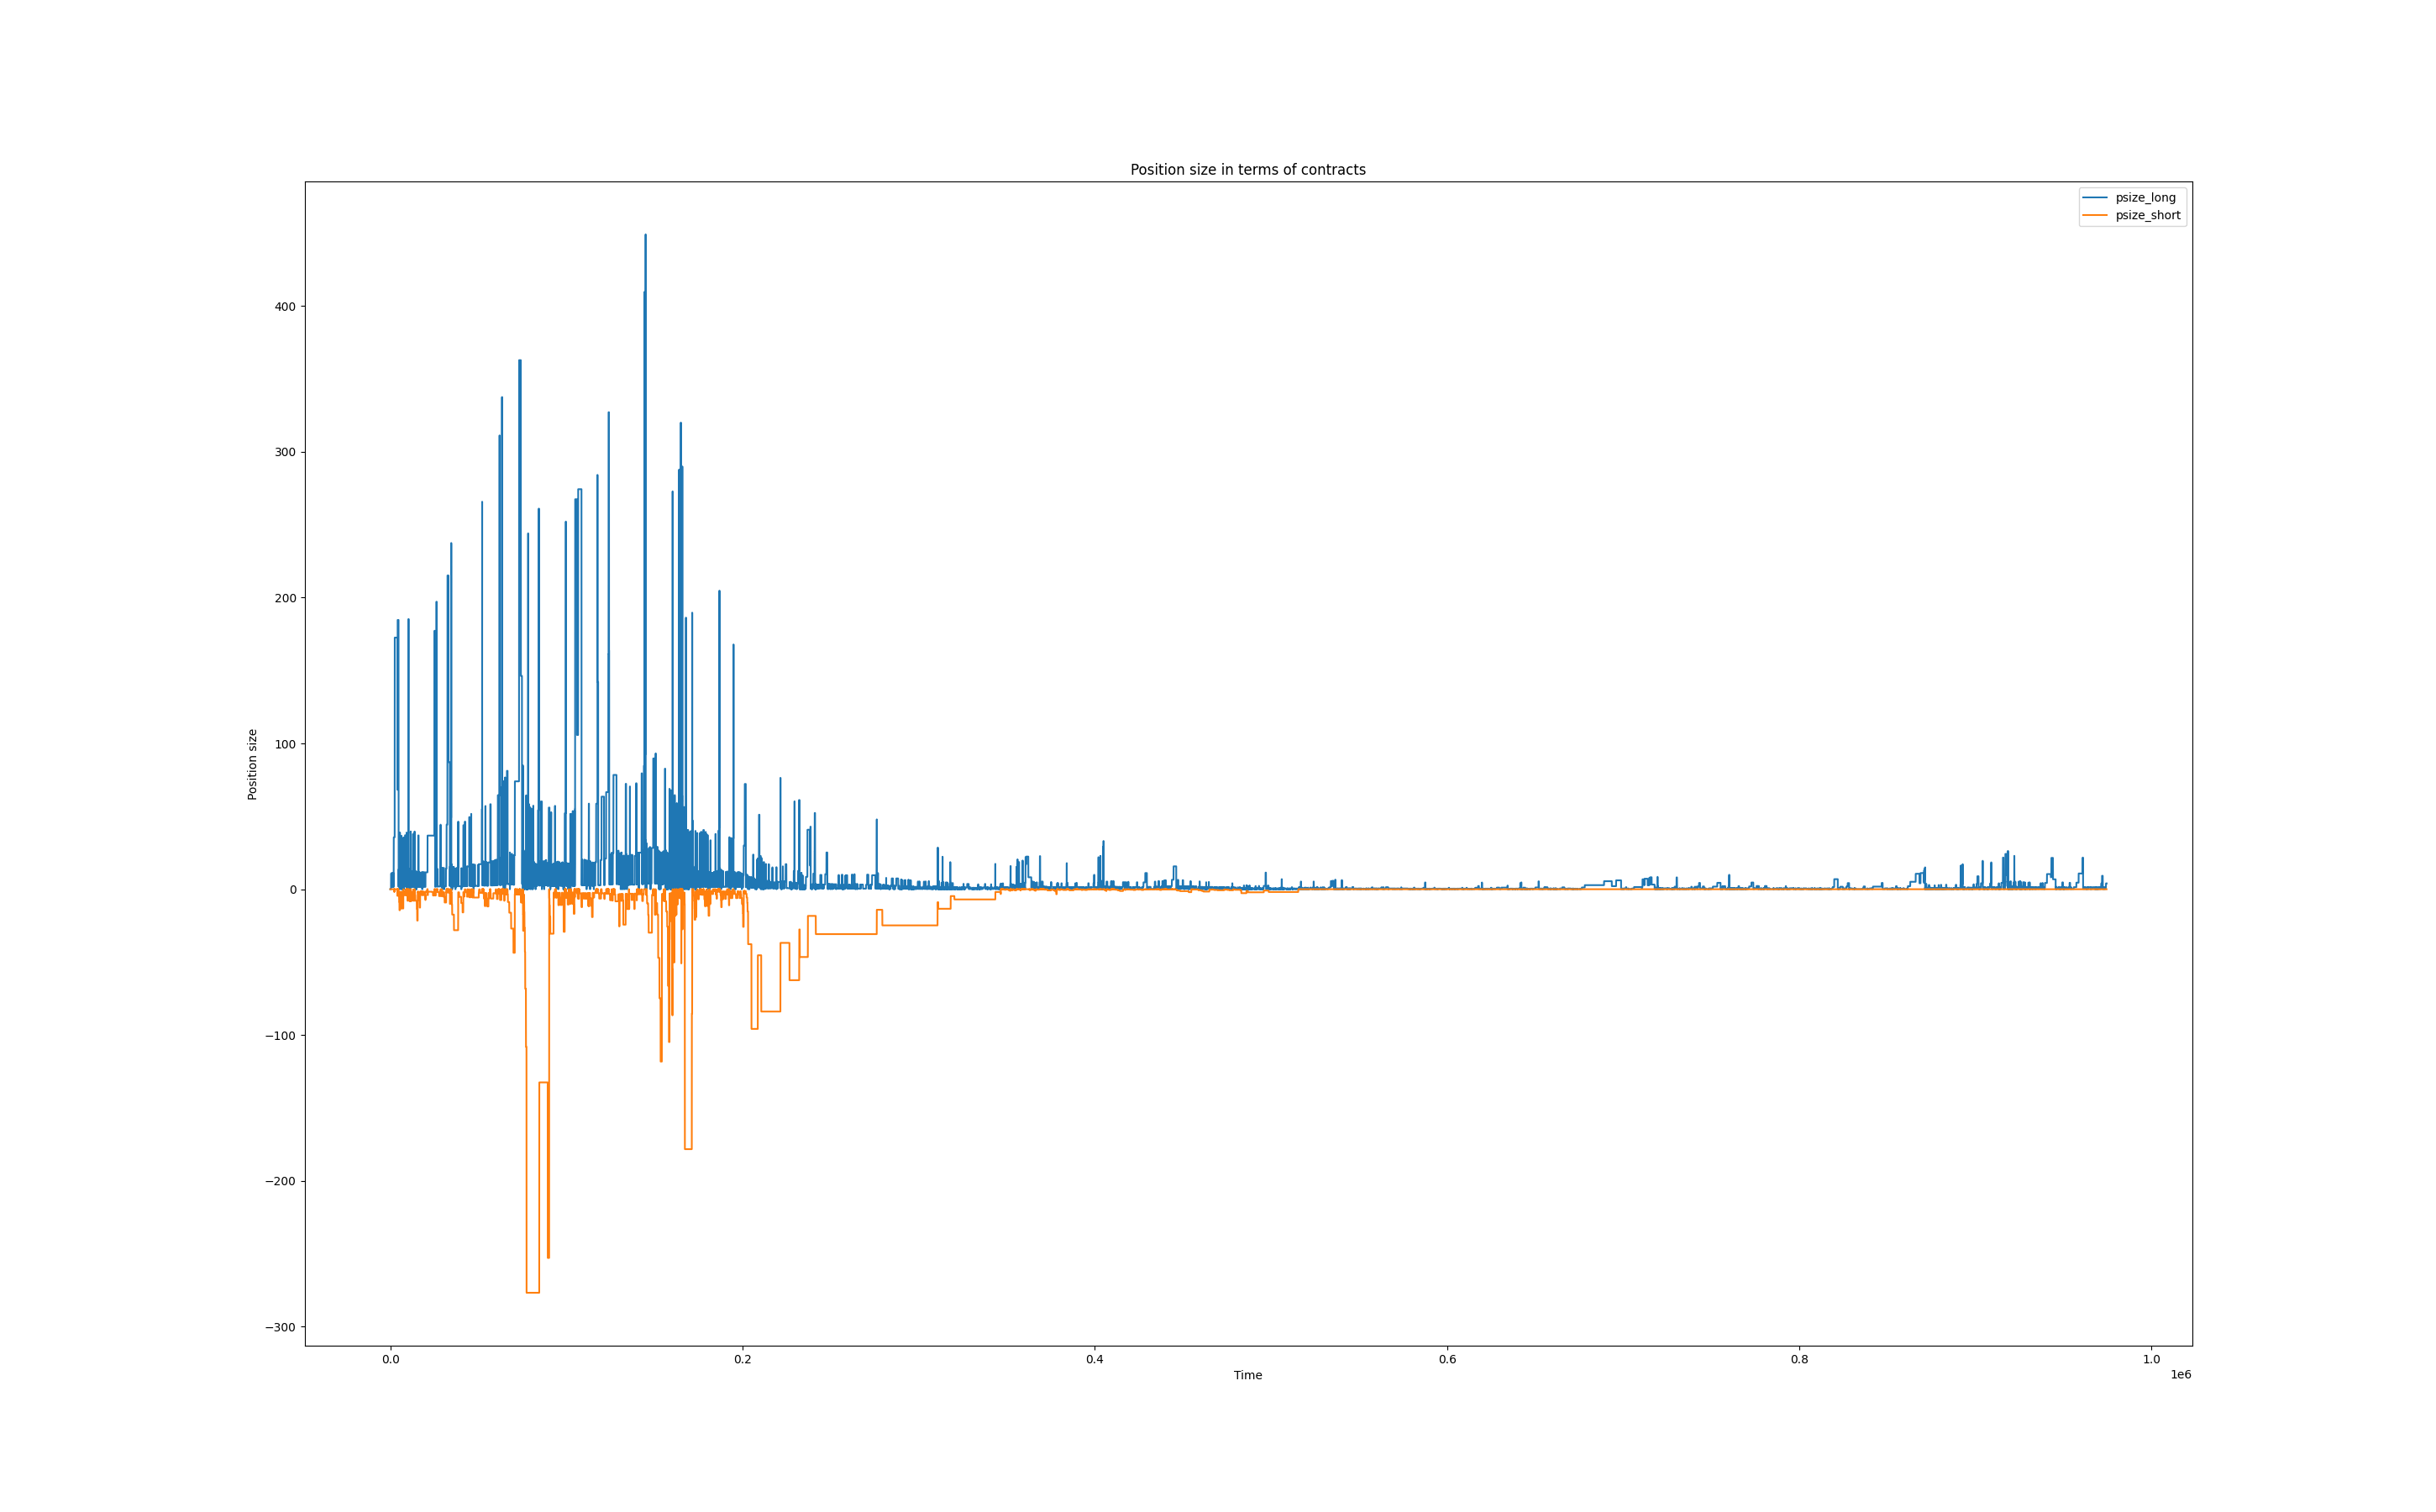 Position size in terms of contracts
psize_long
psize_short
400
300
200
100
0
−100
−200
−300
Position size
0.0 0.2 0.4 0.6 0.8 1.0
Time
1e6